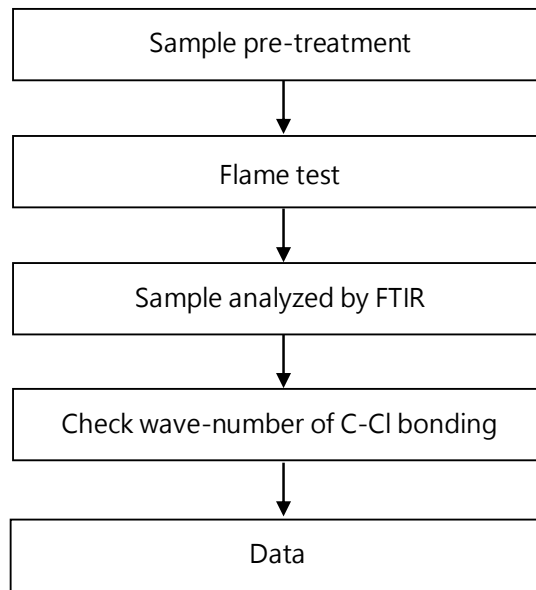 Sample pre-treatment
Flame test
Sample analyzed by FTIR
Check wave-number of C-Cl bonding
Data